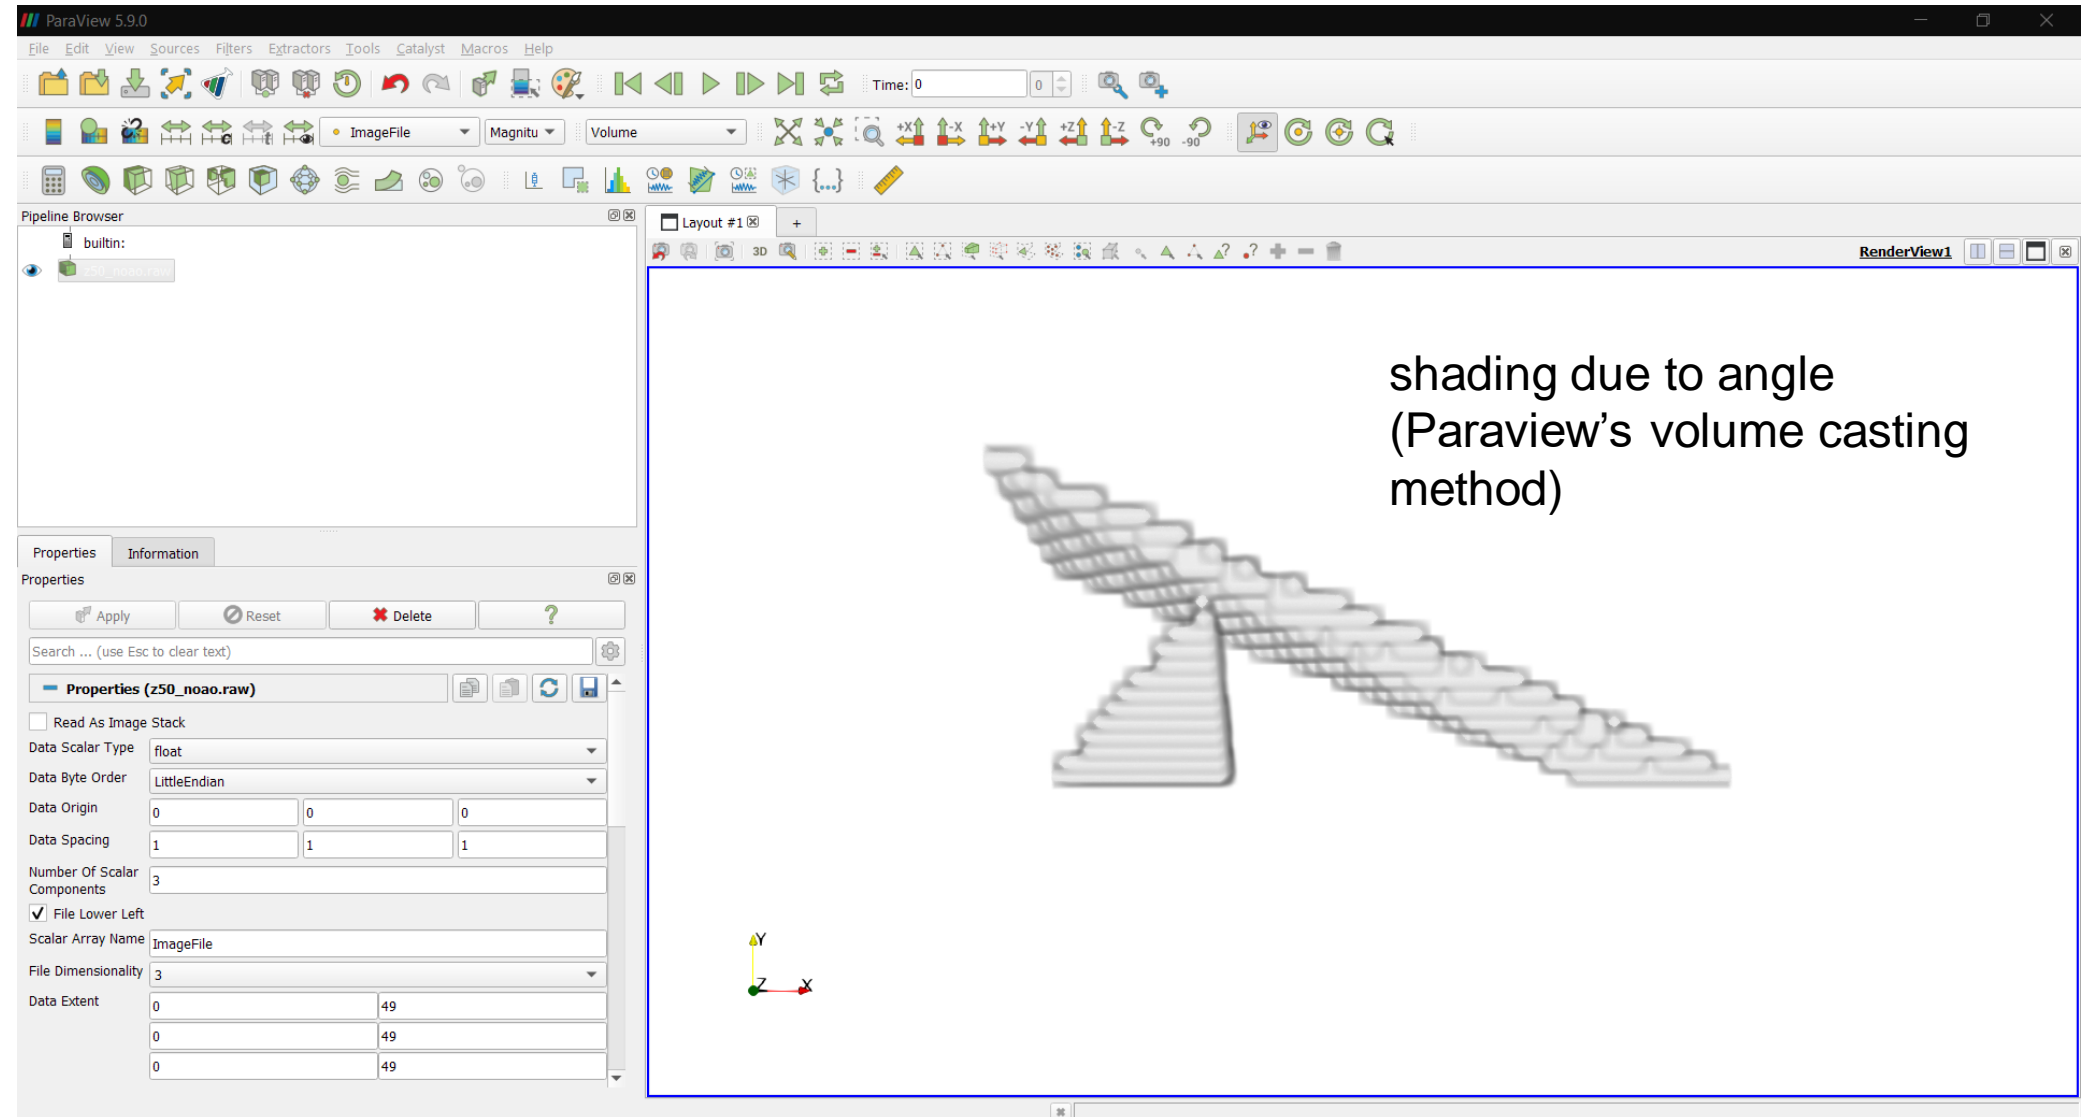 ParaView 5.9.0
File Edit View Sources Filters Extractors Tools Catalyst Macros Help
Time: 0 0
ImageFile Magnitu Volume +X -X +Y -Y +Z -Z +90 -90
Pipeline Browser
Layout #1 +
builtin:
3D RenderView1
z50_noao.raw
shading due to angle
(Paraview’s volume casting
method)
Properties Information
Properties
Apply Reset Delete ?
Search ... (use Esc to clear text)
Properties (z50_noao.raw)
Read As Image Stack
Data Scalar Type float
Data Byte Order LittleEndian
Data Origin 0 0 0
Data Spacing 1 1 1
Number Of Scalar
Components 3
File Lower Left
Scalar Array Name ImageFile
File Dimensionality 3
Data Extent 0 49
0 49
0 49
Y
Z X